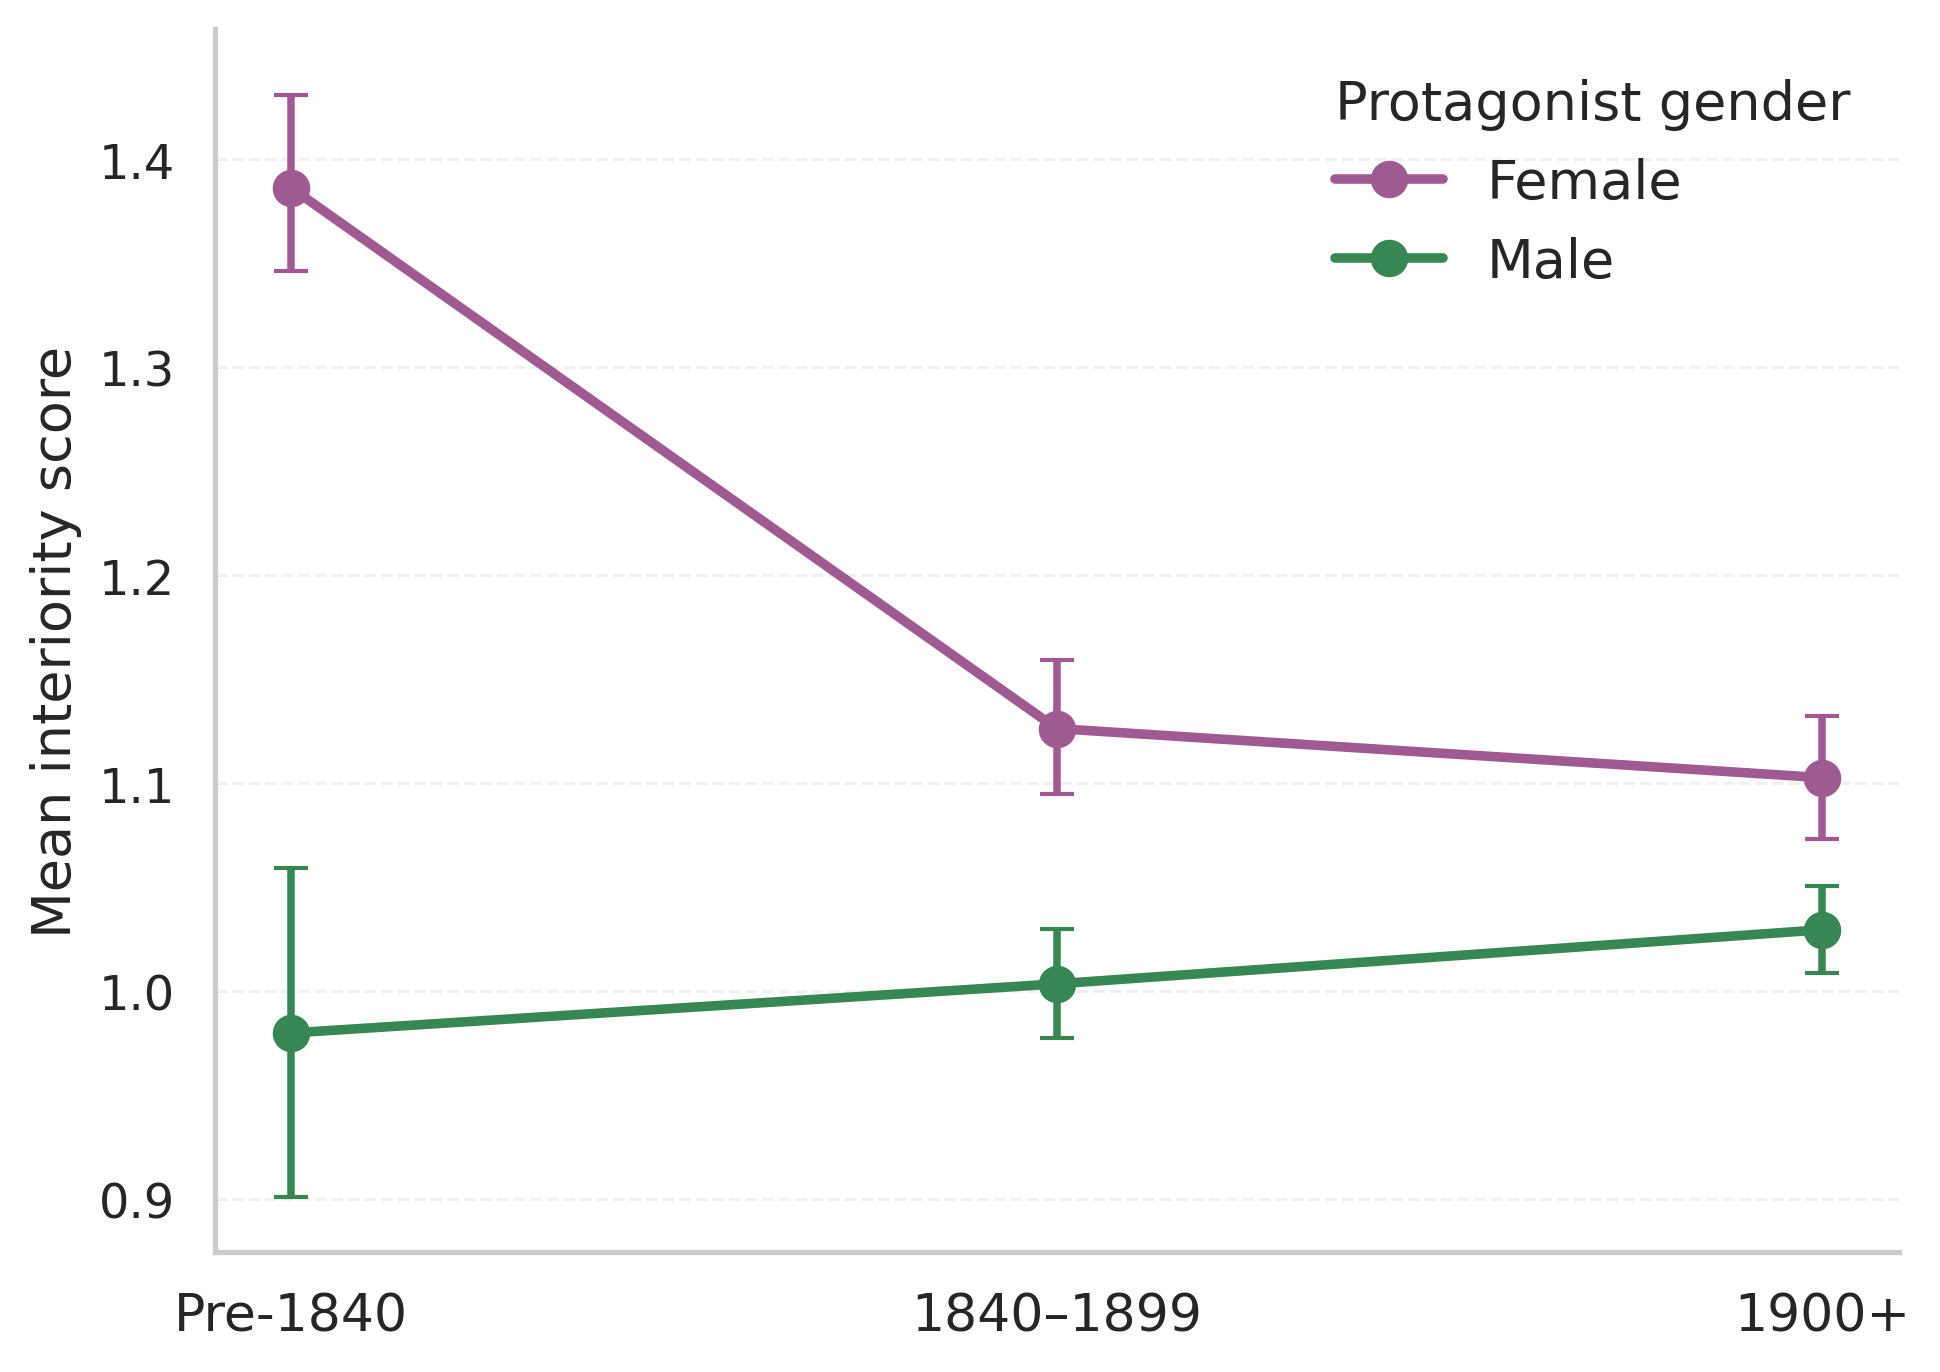 Protagonist gender
Female
Male
Mean interiority score
1.4
1.3
1.2
1.1
1.0
0.9
Pre-1840
1840–1899
1900+